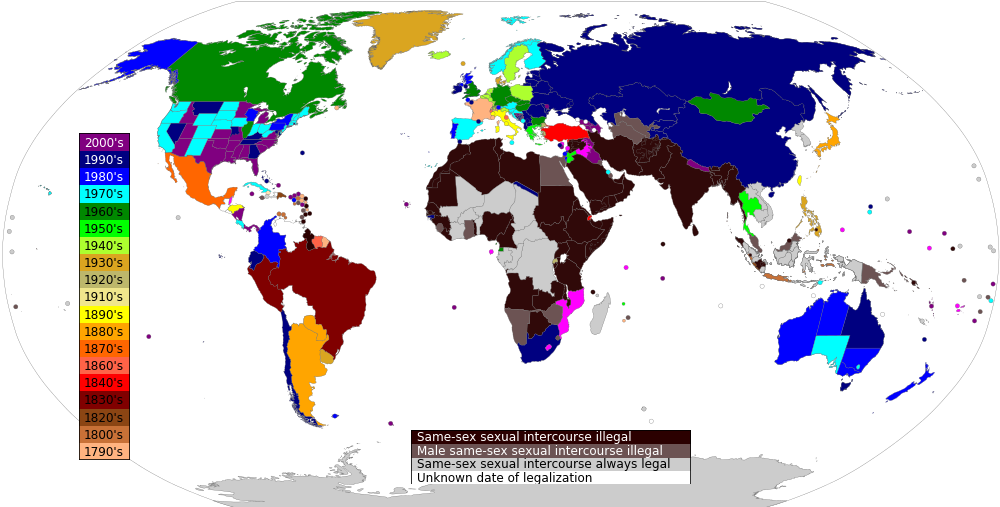 2000's
1990's
1980's
1970's
1960's
1950's
1940's
1930's
1920's
1910's
1890's
1880's
1870's
1860's
1840's
1830's
1820's
1800's
1790's
Same-sex sexual intercourse illegal
Male same-sex sexual intercourse illegal
Same-sex sexual intercourse always legal
Unknown date of legalization